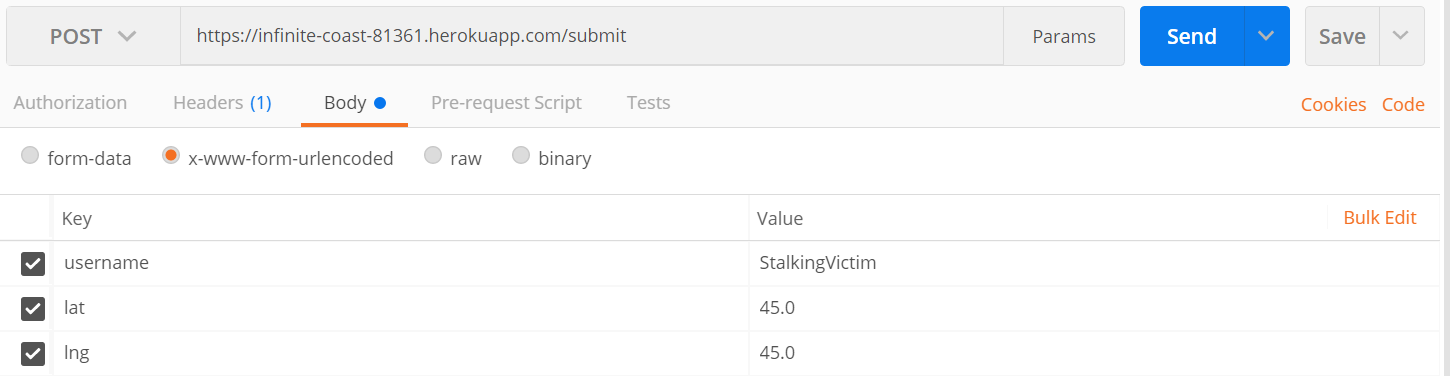 POST https://infinite-coast-81361.herokuapp.com/submit Params Send Save
Authorization Headers (1) Body Pre-request Script Tests Cookies Code
form-data x-www-form-urlencoded raw binary
Key Value Bulk Edit
username StalkingVictim
lat 45.0
lng 45.0